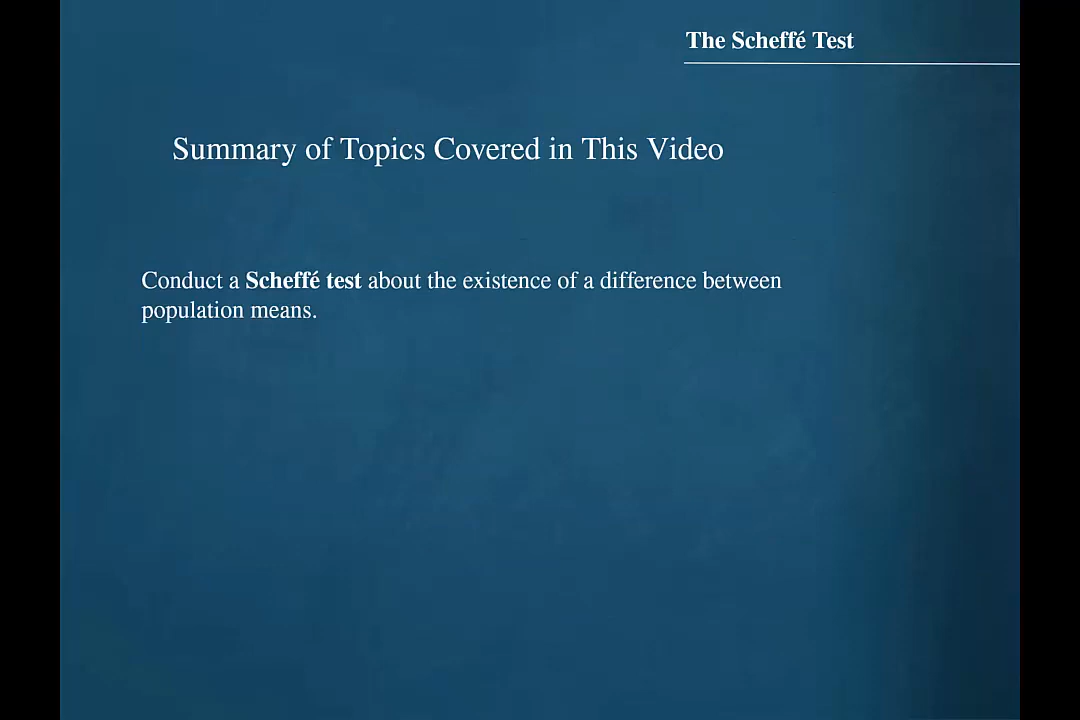 The Scheffé Test
Summary of Topics Covered in This Video
Conduct a Scheffé test about the existence of a difference between
population means.